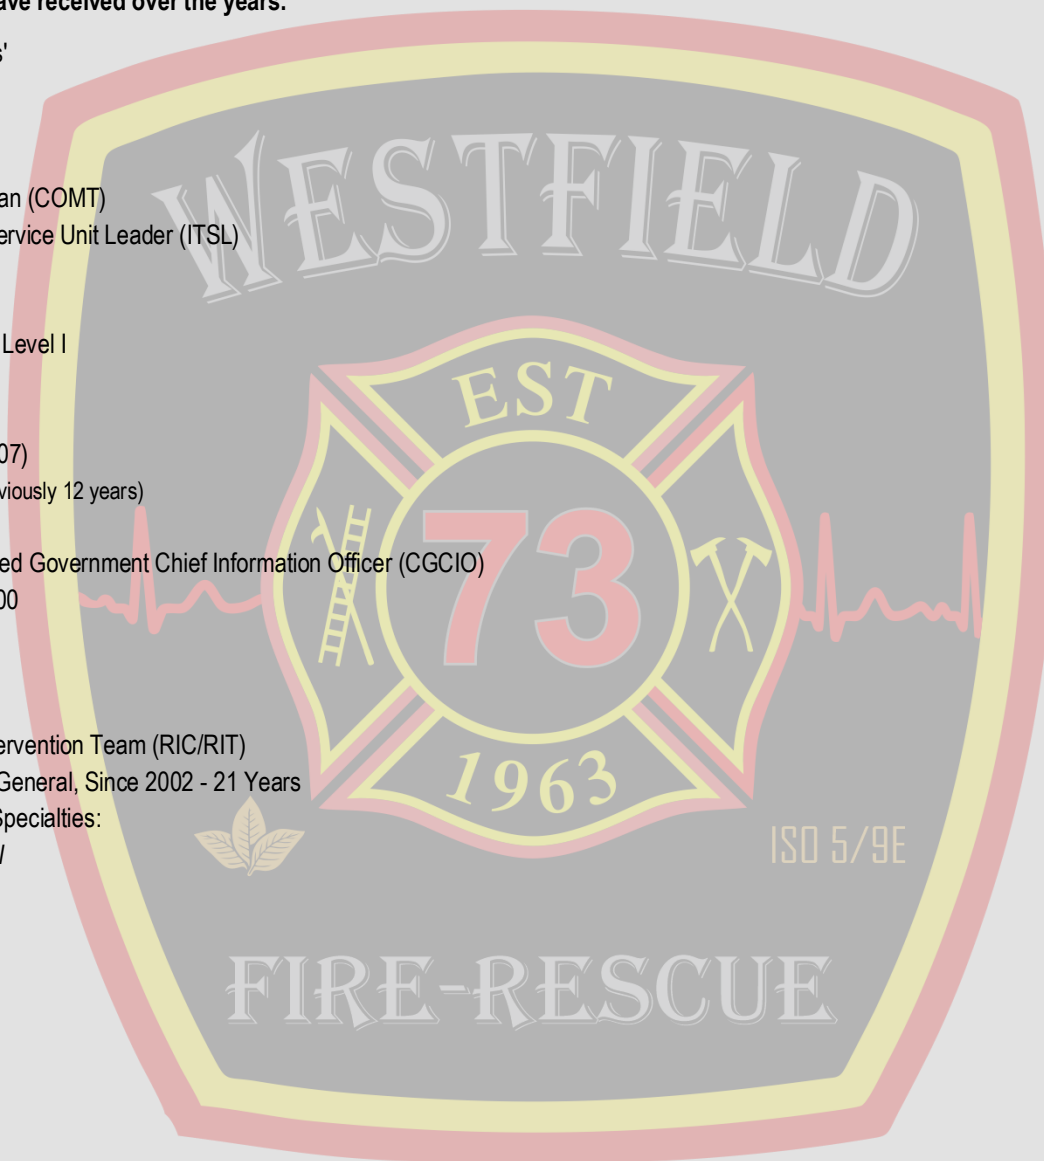 ave received over the years.
s'
an (COMT)
ervice Unit Leader (ITSL)
Level I
07)
viously 12 years)
ed Government Chief Information Officer (CGCIO)
00
ervention Team (RIC/RIT)
General, Since 2002 - 21 Years
Specialties:
WESTFIELD
EST
73
1963
ISO 5/9E
FIRE-RESCUE